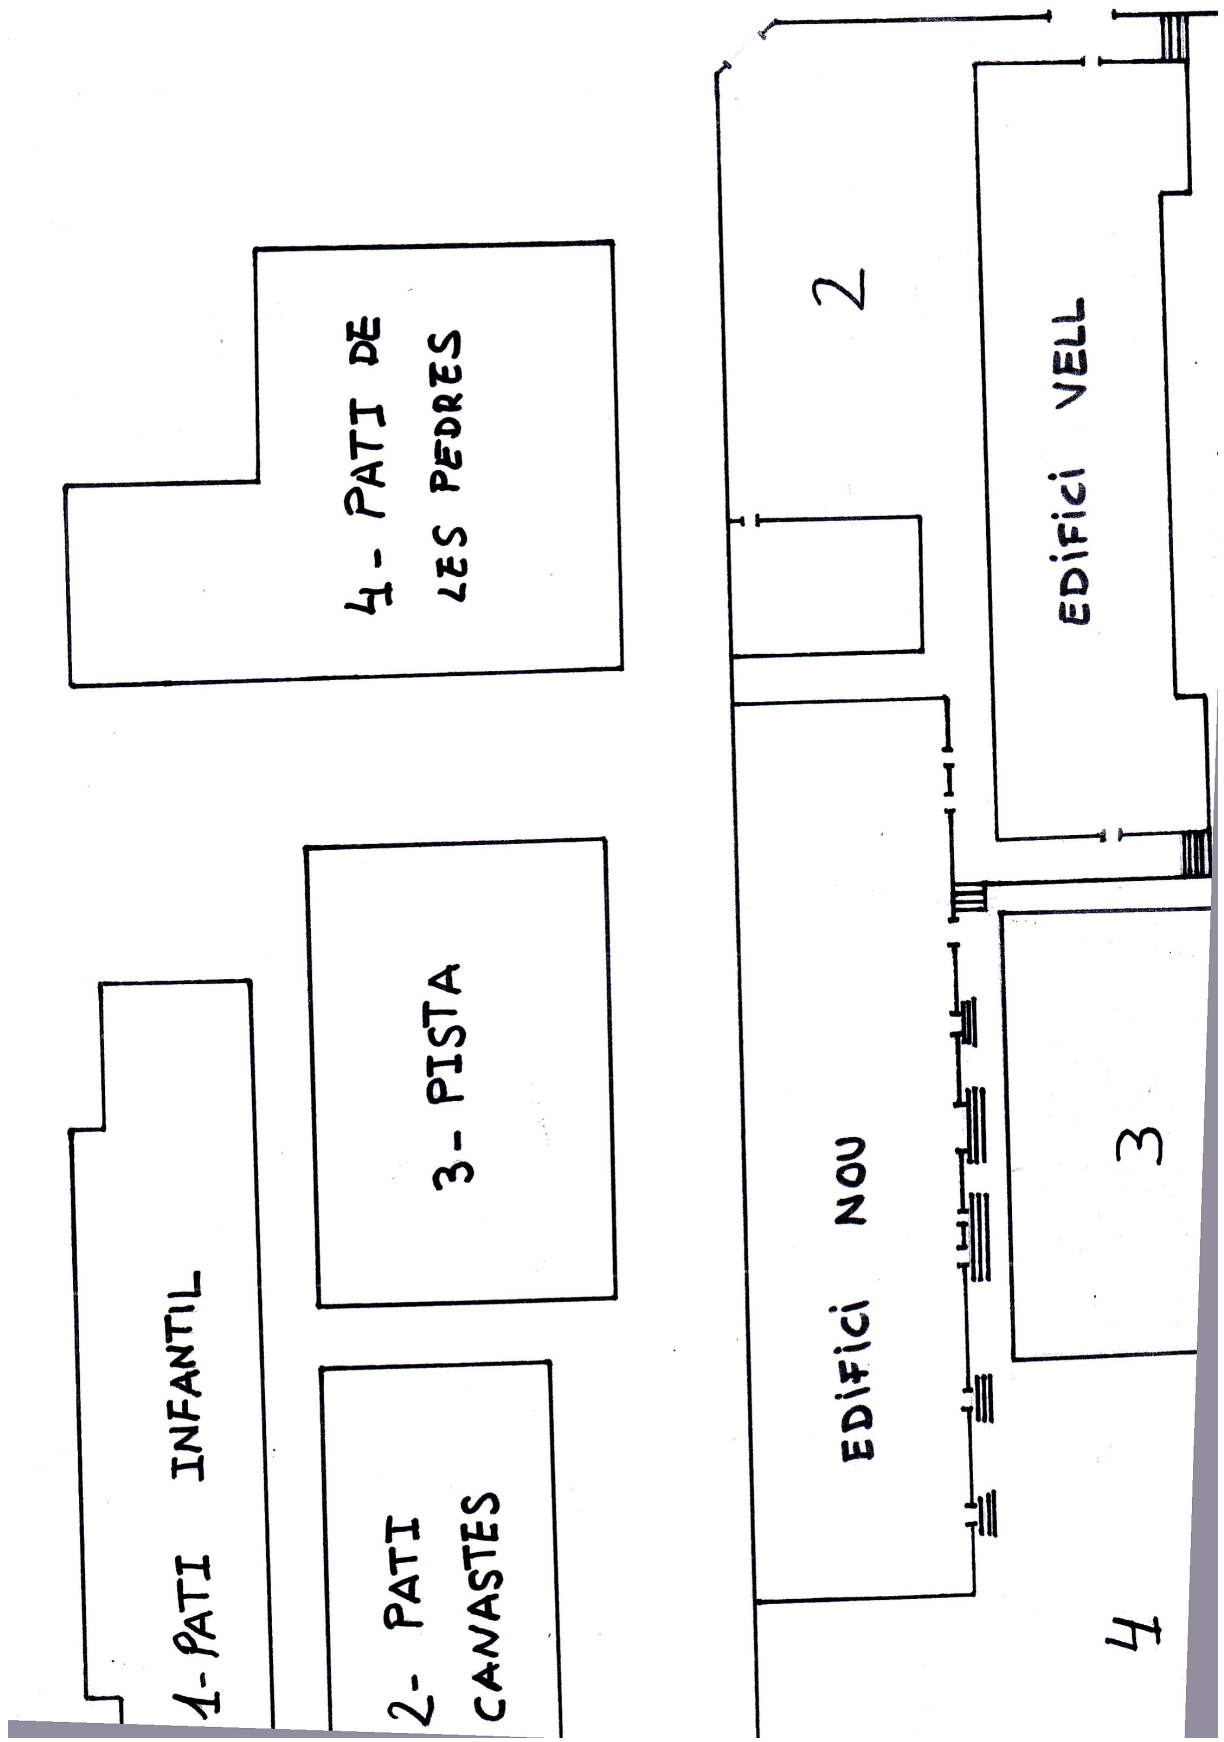 1-PATI INFANTIL
2- PATI
CANASTES
3- PISTA
4- PATI DE
LES PEDRES
EDiFiCi NOU
2
EDiFiCi VELL
4
3